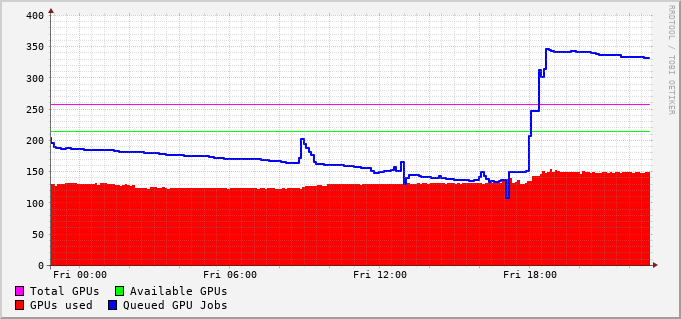 400
350
300
250
200
150
100
50
0
Fri 00:00 Fri 06:00 Fri 12:00 Fri 18:00
Total GPUs Available GPUs
GPUs used Queued GPU Jobs
RRDTOOL / TOBI OETIKER